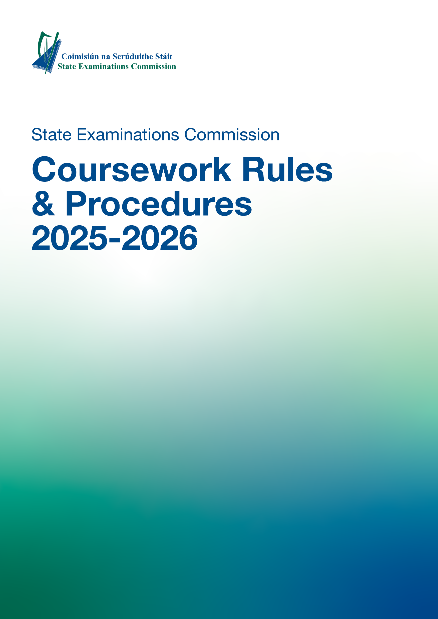 Coimisiún na Scrúduithe Stáit
State Examinations Commission
State Examinations Commission
Coursework Rules
& Procedures
2025-2026